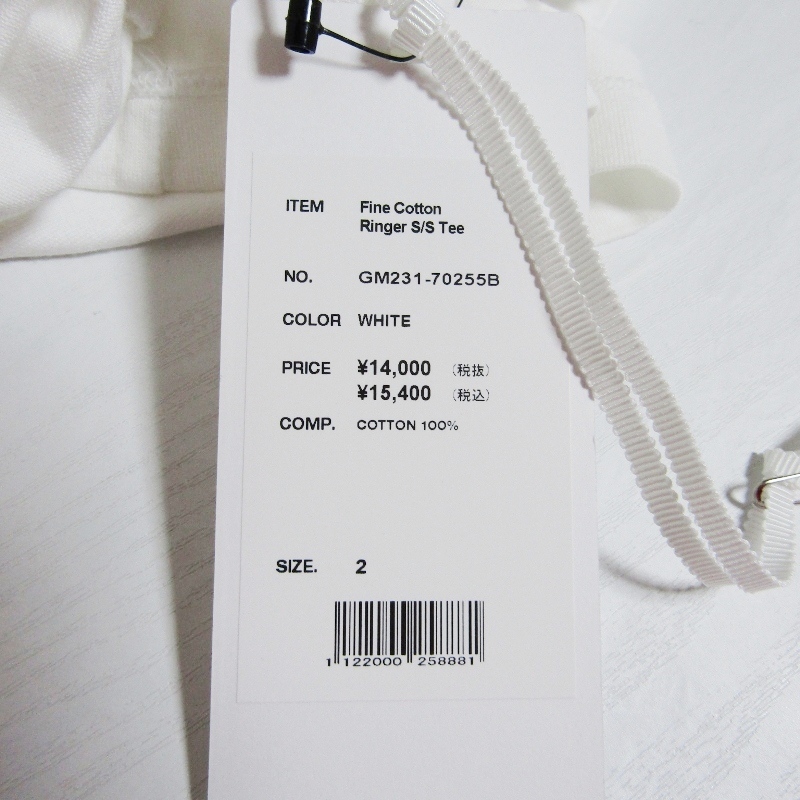 ITEM Fine Cotton
Ringer S/S Tee
NO. GM231-70255B
COLOR WHITE
PRICE ¥14,000 (税抜)
¥15,400 (税込)
COMP. COTTON 100%
SIZE. 2
1 122000 258881